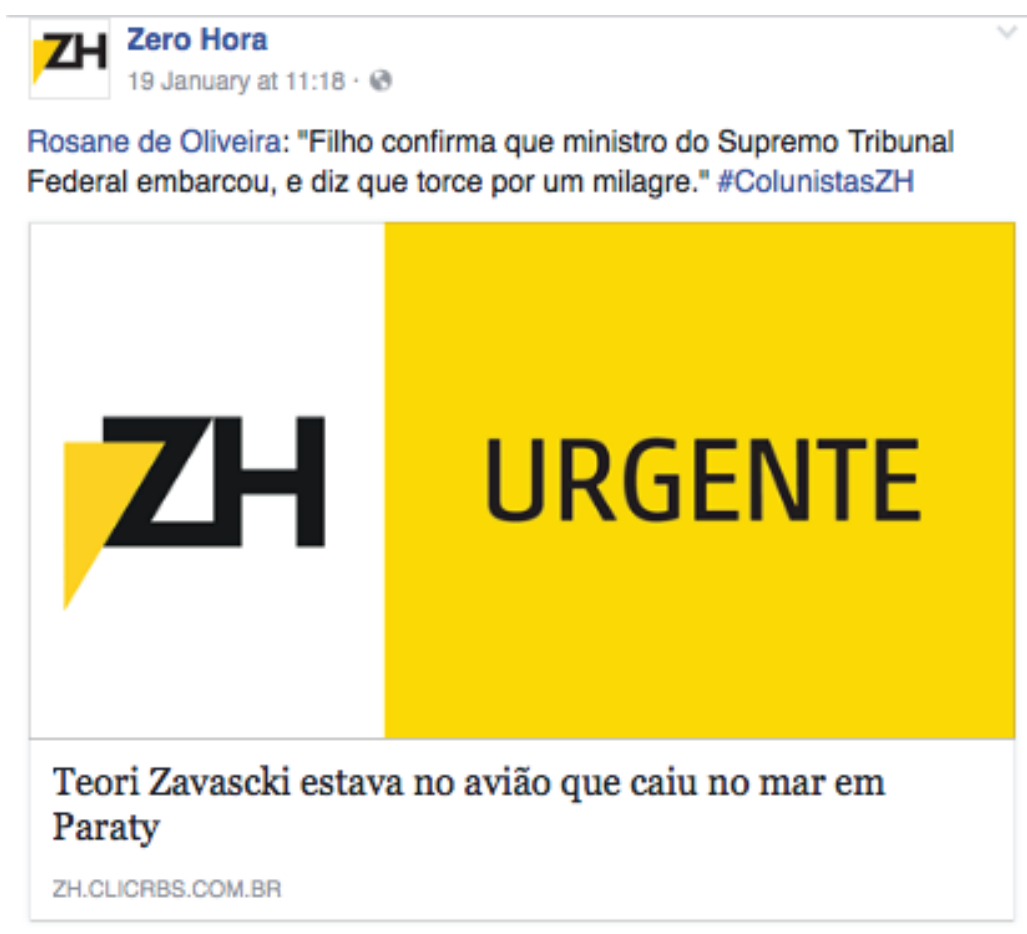 ZH Zero Hora
19 January at 11:18 ·
Rosane de Oliveira: "Filho confirma que ministro do Supremo Tribunal
Federal embarcou, e diz que torce por um milagre." #ColunistasZH
ZH URGENTE
Teori Zavascki estava no avião que caiu no mar em
Paraty
ZH.CLICRBS.COM.BR